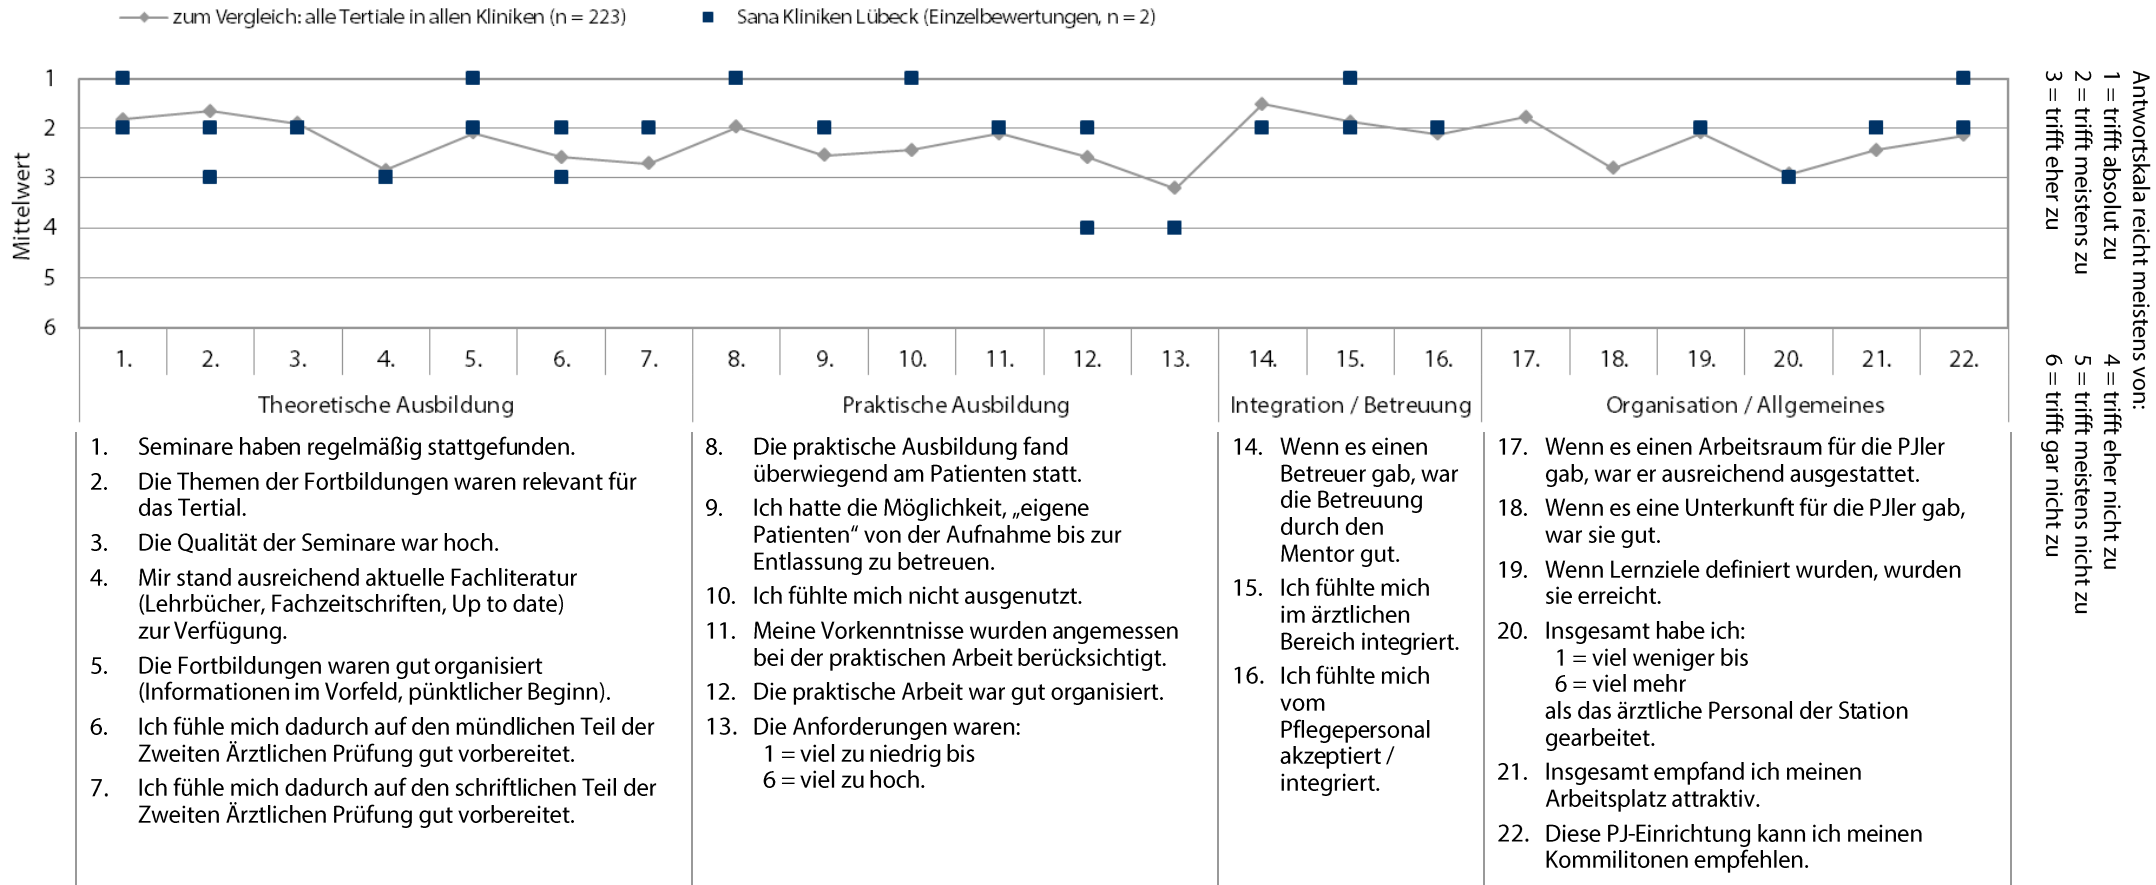 zum Vergleich: alle Tertiale in allen Kliniken (n = 223)
Sana Kliniken Lübeck (Einzelbewertungen, n = 2)
Mittelwert
1
2
3
4
5
6
1. 2. 3. 4. 5. 6. 7. 8. 9. 10. 11. 12. 13. 14. 15. 16. 17. 18. 19. 20. 21. 22.
Theoretische Ausbildung
Praktische Ausbildung
Integration / Betreuung
Organisation / Allgemeines
1. Seminare haben regelmäßig stattgefunden.
2. Die Themen der Fortbildungen waren relevant für
das Tertial.
3. Die Qualität der Seminare war hoch.
4. Mir stand ausreichend aktuelle Fachliteratur
(Lehrbücher, Fachzeitschriften, Up to date)
zur Verfügung.
5. Die Fortbildungen waren gut organisiert
(Informationen im Vorfeld, pünktlicher Beginn).
6. Ich fühle mich dadurch auf den mündlichen Teil der
Zweiten Ärztlichen Prüfung gut vorbereitet.
7. Ich fühle mich dadurch auf den schriftlichen Teil der
Zweiten Ärztlichen Prüfung gut vorbereitet.
8. Die praktische Ausbildung fand
überwiegend am Patienten statt.
9. Ich hatte die Möglichkeit, „eigene
Patienten“ von der Aufnahme bis zur
Entlassung zu betreuen.
10. Ich fühlte mich nicht ausgenutzt.
11. Meine Vorkenntnisse wurden angemessen
bei der praktischen Arbeit berücksichtigt.
12. Die praktische Arbeit war gut organisiert.
13. Die Anforderungen waren:
1 = viel zu niedrig bis
6 = viel zu hoch.
14. Wenn es einen
Betreuer gab, war
die Betreuung
durch den
Mentor gut.
15. Ich fühlte mich
im ärztlichen
Bereich integriert.
16. Ich fühlte mich
vom
Pflegepersonal
akzeptiert /
integriert.
17. Wenn es einen Arbeitsraum für die PJler
gab, war er ausreichend ausgestattet.
18. Wenn es eine Unterkunft für die PJler gab,
war sie gut.
19. Wenn Lernziele definiert wurden, wurden
sie erreicht.
20. Insgesamt habe ich:
1 = viel weniger bis
6 = viel mehr
als das ärztliche Personal der Station
gearbeitet.
21. Insgesamt empfand ich meinen
Arbeitsplatz attraktiv.
22. Diese PJ-Einrichtung kann ich meinen
Kommilitonen empfehlen.
Antwortskala reicht meistens von:
1 = trifft absolut zu
2 = trifft meistens zu
3 = trifft eher zu
4 = trifft eher nicht zu
5 = trifft meistens nicht zu
6 = trifft gar nicht zu